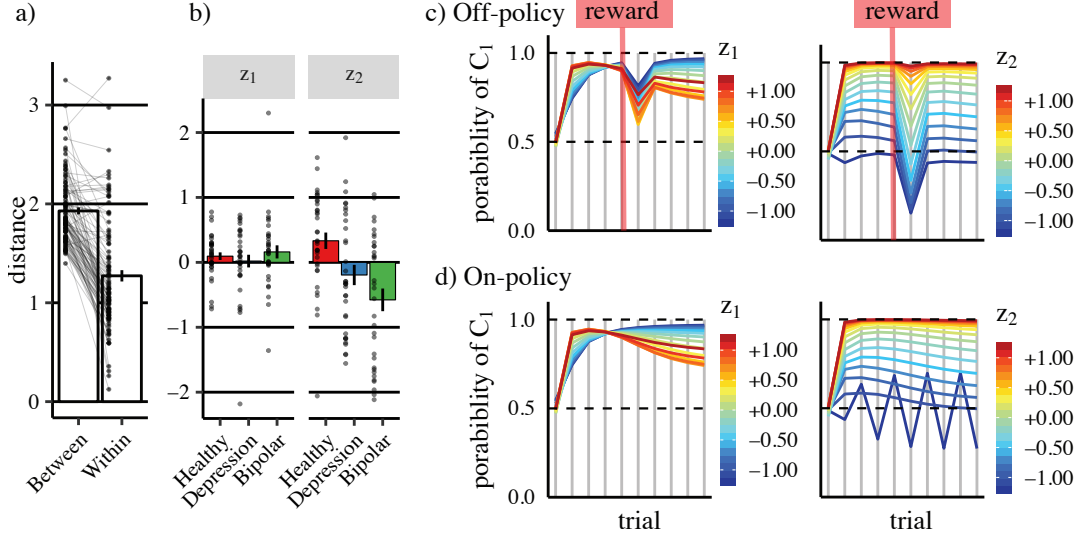 a)
distance
3
2
1
0
Between
Within
b)
z1
z2
2
1
0
−1
−2
Healthy
Depression
Bipolar
Healthy
Depression
Bipolar
c) Off-policy
reward
reward
porabiblity of C1
1.0
0.5
0.0
z1
+1.00
+0.50
+0.00
−0.50
−1.00
z2
+1.00
+0.50
+0.00
−0.50
−1.00
d) On-policy
porabiblity of C1
1.0
0.5
0.0
z1
+1.00
+0.50
+0.00
−0.50
−1.00
z2
+1.00
+0.50
+0.00
−0.50
−1.00
trial